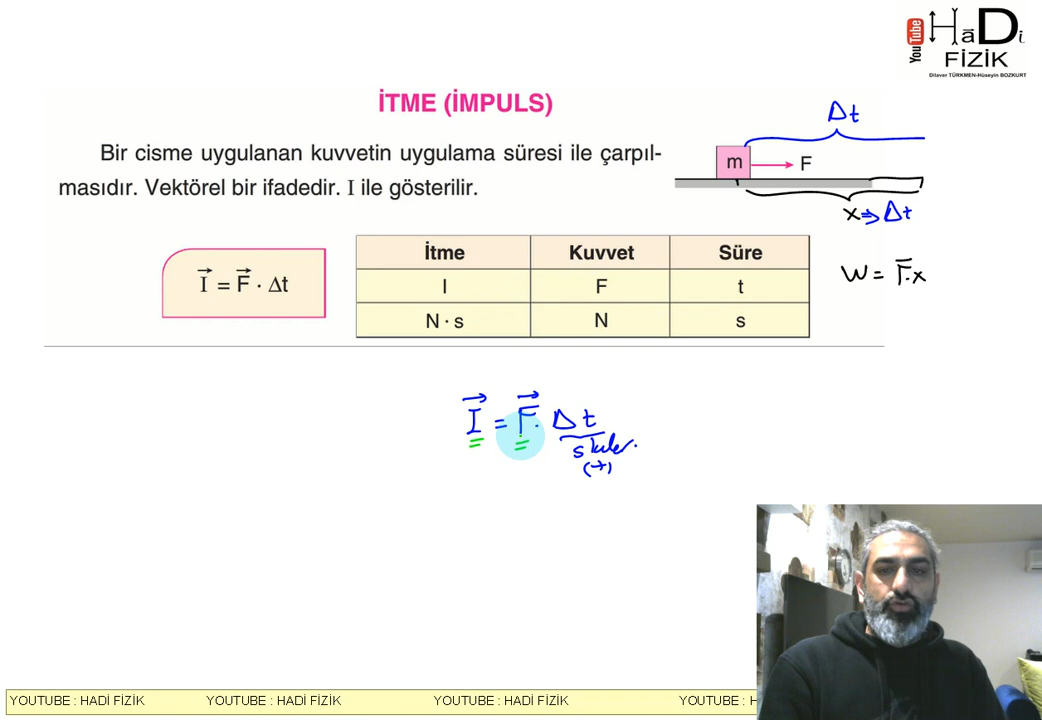 YouTube HāDi
FİZİK
Dilaver TÜRKMEN-Hüseyin BOZKURT
İTME (İMPULS)
Δt
Bir cisme uygulanan kuvvetin uygulama süresi ile çarpıl-
masıdır. Vektörel bir ifadedir. I ile gösterilir.
m F
x ⇒ Δt
I = F · Δt
İtme Kuvvet Süre
I F t
N · s N s
W = F.x
I = F. Δt
skaler.
(+)
YOUTUBE : HADİ FİZİK YOUTUBE : HADİ FİZİK YOUTUBE : HADİ FİZİK YOUTUBE : H